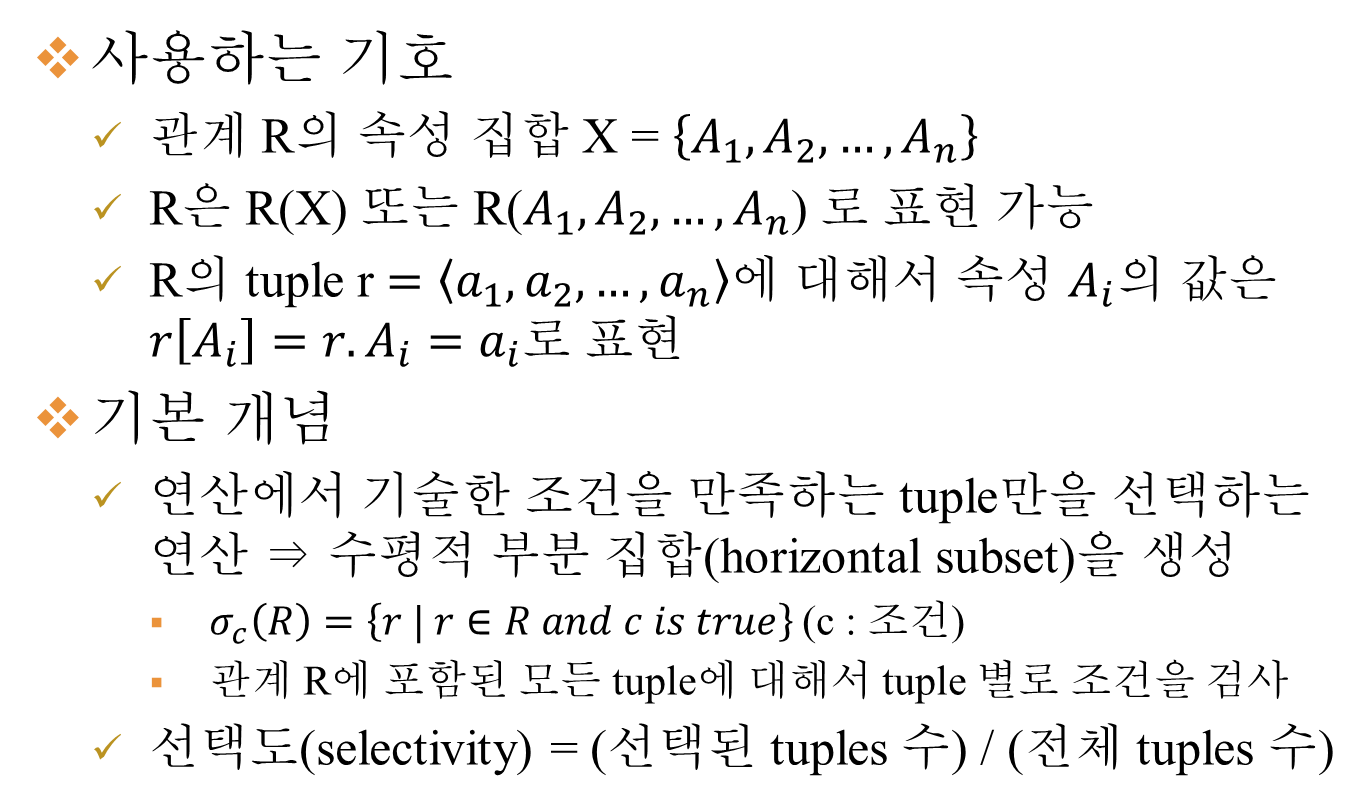 ❖ 사용하는 기호
✓ 관계 R의 속성 집합 X = {A₁, A₂, … , Aₙ}
✓ R은 R(X) 또는 R(A₁, A₂, … , Aₙ) 로 표현 가능
✓ R의 tuple r = ⟨a₁, a₂, … , aₙ⟩에 대해서 속성 Aᵢ의 값은
r[Aᵢ] = r. Aᵢ = aᵢ로 표현
❖ 기본 개념
✓ 연산에서 기술한 조건을 만족하는 tuple만을 선택하는
연산 ⇒ 수평적 부분 집합(horizontal subset)을 생성
▪ σ_c(R) = {r | r ∈ R and c is true} (c : 조건)
▪ 관계 R에 포함된 모든 tuple에 대해서 tuple 별로 조건을 검사
✓ 선택도(selectivity) = (선택된 tuples 수) / (전체 tuples 수)